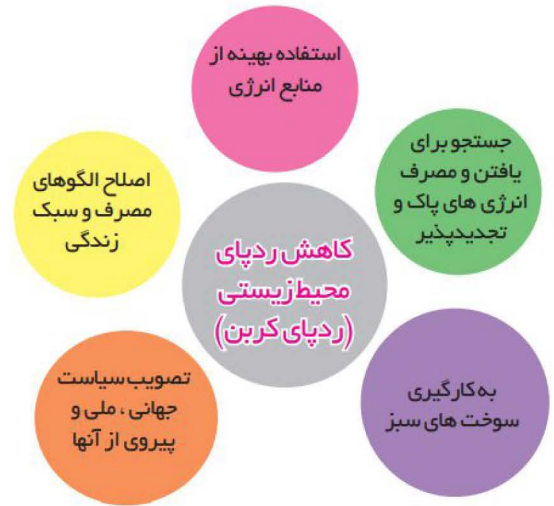 استفاده بهینه از
منابع انرژی
جستجو برای
یافتن و مصرف
انرژی های پاک و
تجدیدپذیر
اصلاح الگوهای
مصرف و سبک
زندگی
کاهش ردپای
محیط‌زیستی
(ردپای کربن)
به کارگیری
سوخت های سبز
تصویب سیاست
جهانی ، ملی و
پیروی از آنها